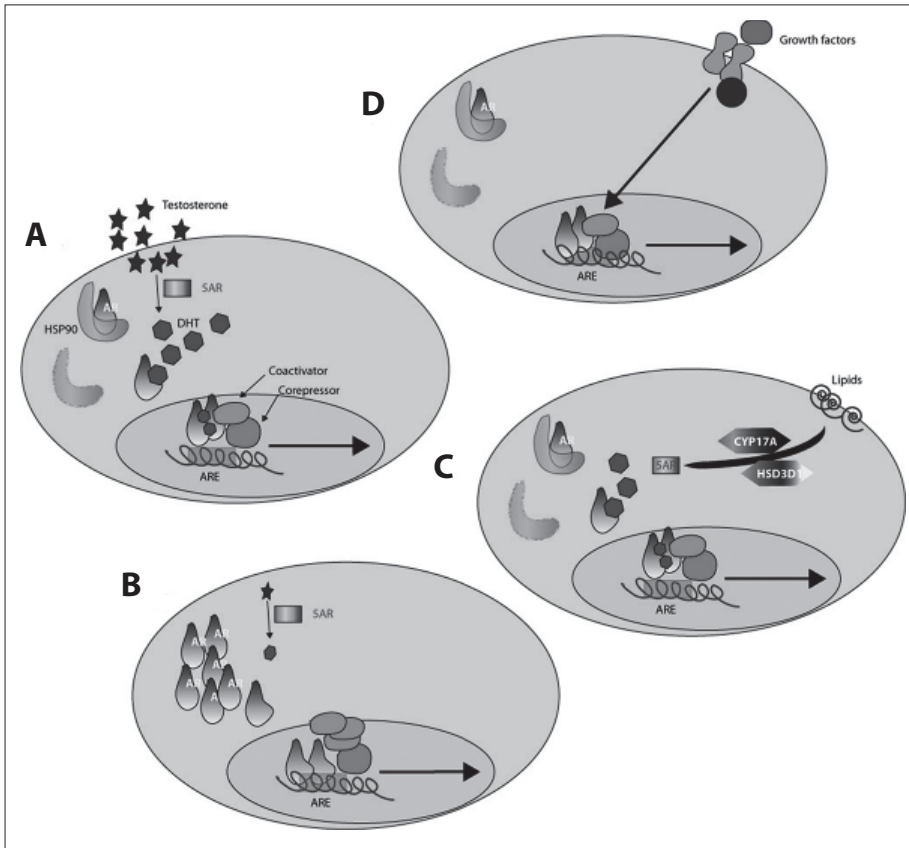 Growth factors
D
AR
ARE
Testosterone
A
SAR
AR
HSP90
DHT
Coactivator
Corepressor
ARE
Lipids
CYP17A
C
AR
SAR
HSD3D1
ARE
B
SAR
AR
AR
AR
AR
AR
A
ARE